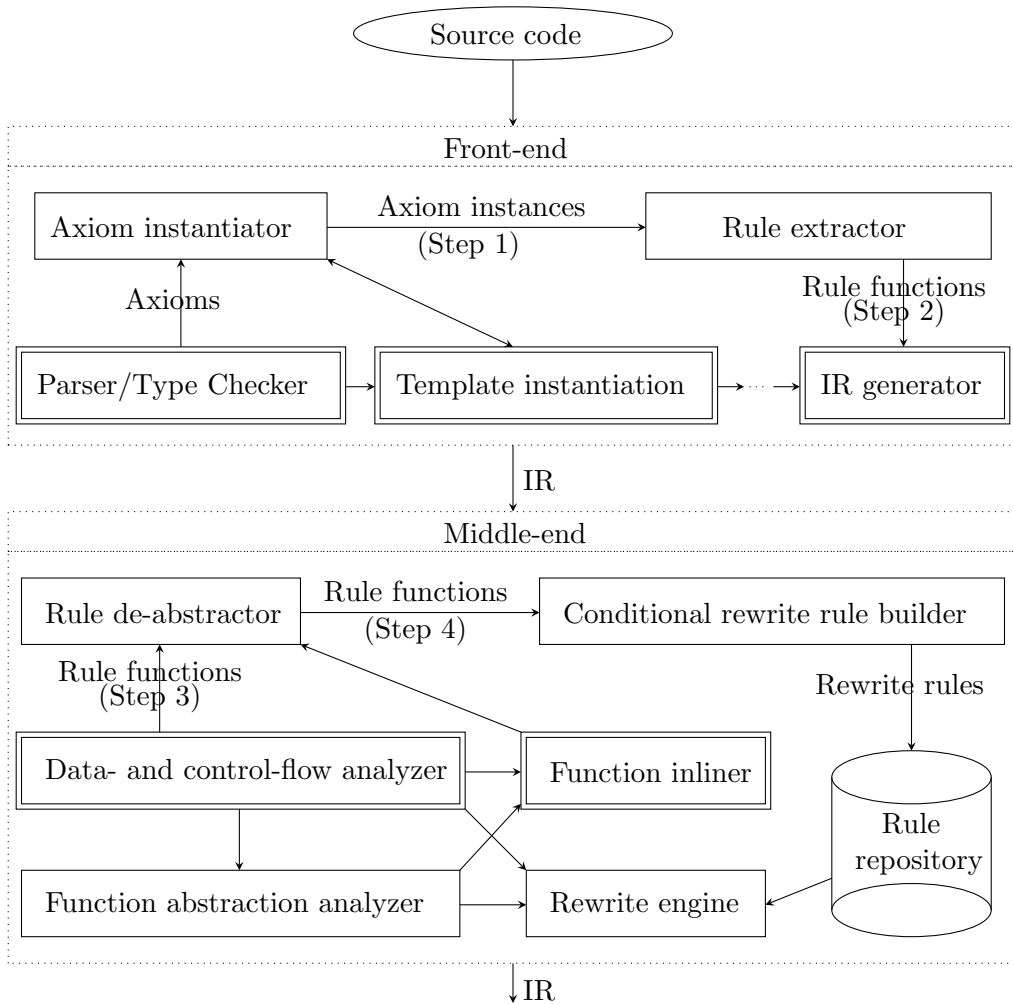 Source code
Front-end
Axiom instantiator
Axiom instances
(Step 1)
Rule extractor
Axioms
Rule functions
(Step 2)
Parser/Type Checker
Template instantiation
...
IR generator
IR
Middle-end
Rule de-abstractor
Rule functions
(Step 4)
Conditional rewrite rule builder
Rule functions
(Step 3)
Rewrite rules
Data- and control-flow analyzer
Function inliner
Rule
repository
Function abstraction analyzer
Rewrite engine
IR